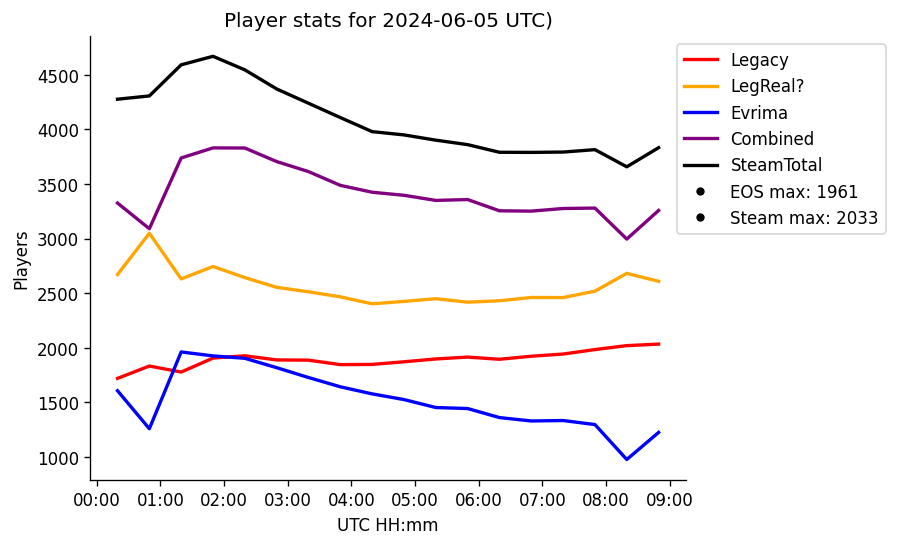 Player stats for 2024-06-05 UTC)
Legacy
LegReal?
Evrima
Combined
SteamTotal
EOS max: 1961
Steam max: 2033
Players
4500
4000
3500
3000
2500
2000
1500
1000
00:00 01:00 02:00 03:00 04:00 05:00 06:00 07:00 08:00 09:00
UTC HH:mm